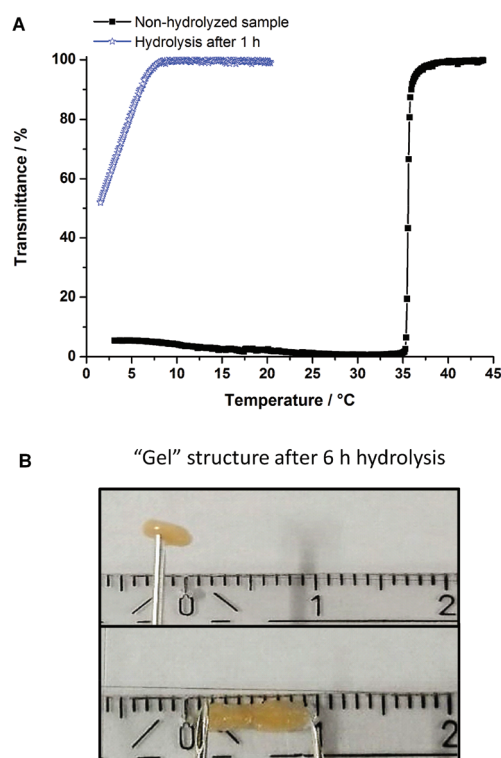 A
Non-hydrolyzed sample
Hydrolysis after 1 h
Transmittance / %
100
80
60
40
20
0
0 5 10 15 20 25 30 35 40 45
Temperature / °C
B
"Gel" structure after 6 h hydrolysis
0 1 2
0 1 2